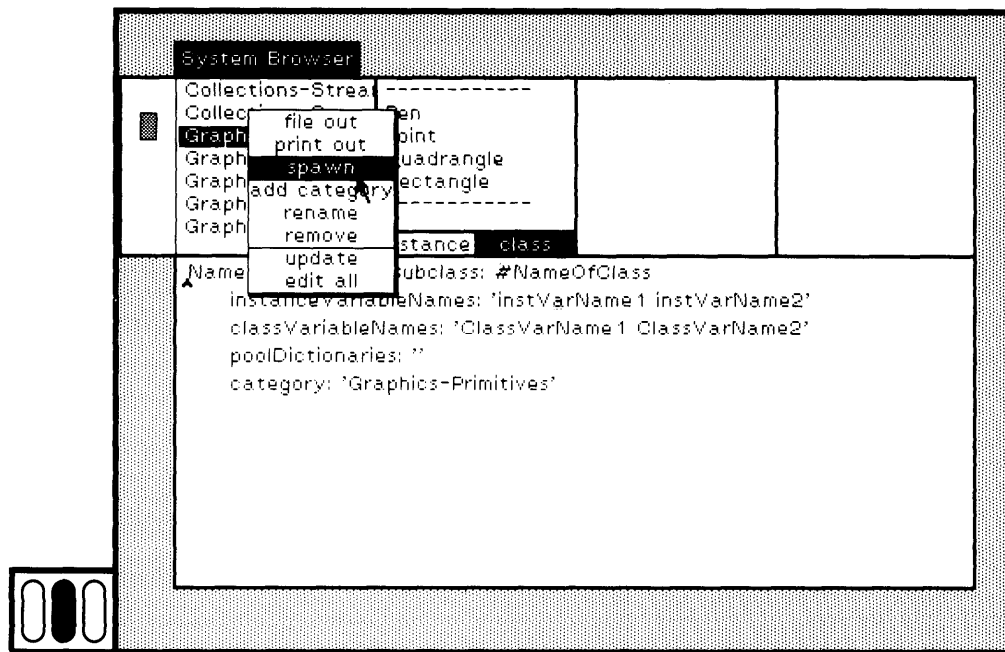 System Browser
Collections-Strea
Collec
Graph
Graph
Graph
Graph
Graph
file out
print out
spawn
add category
rename
remove
update
edit all
------------
Pen
oint
uadrangle
ectangle
------------
stance class
Name ubclass: #NameOfClass
instanceVariableNames: 'instVarName1 instVarName2'
classVariableNames: 'ClassVarName1 ClassVarName2'
poolDictionaries: ''
category: 'Graphics-Primitives'